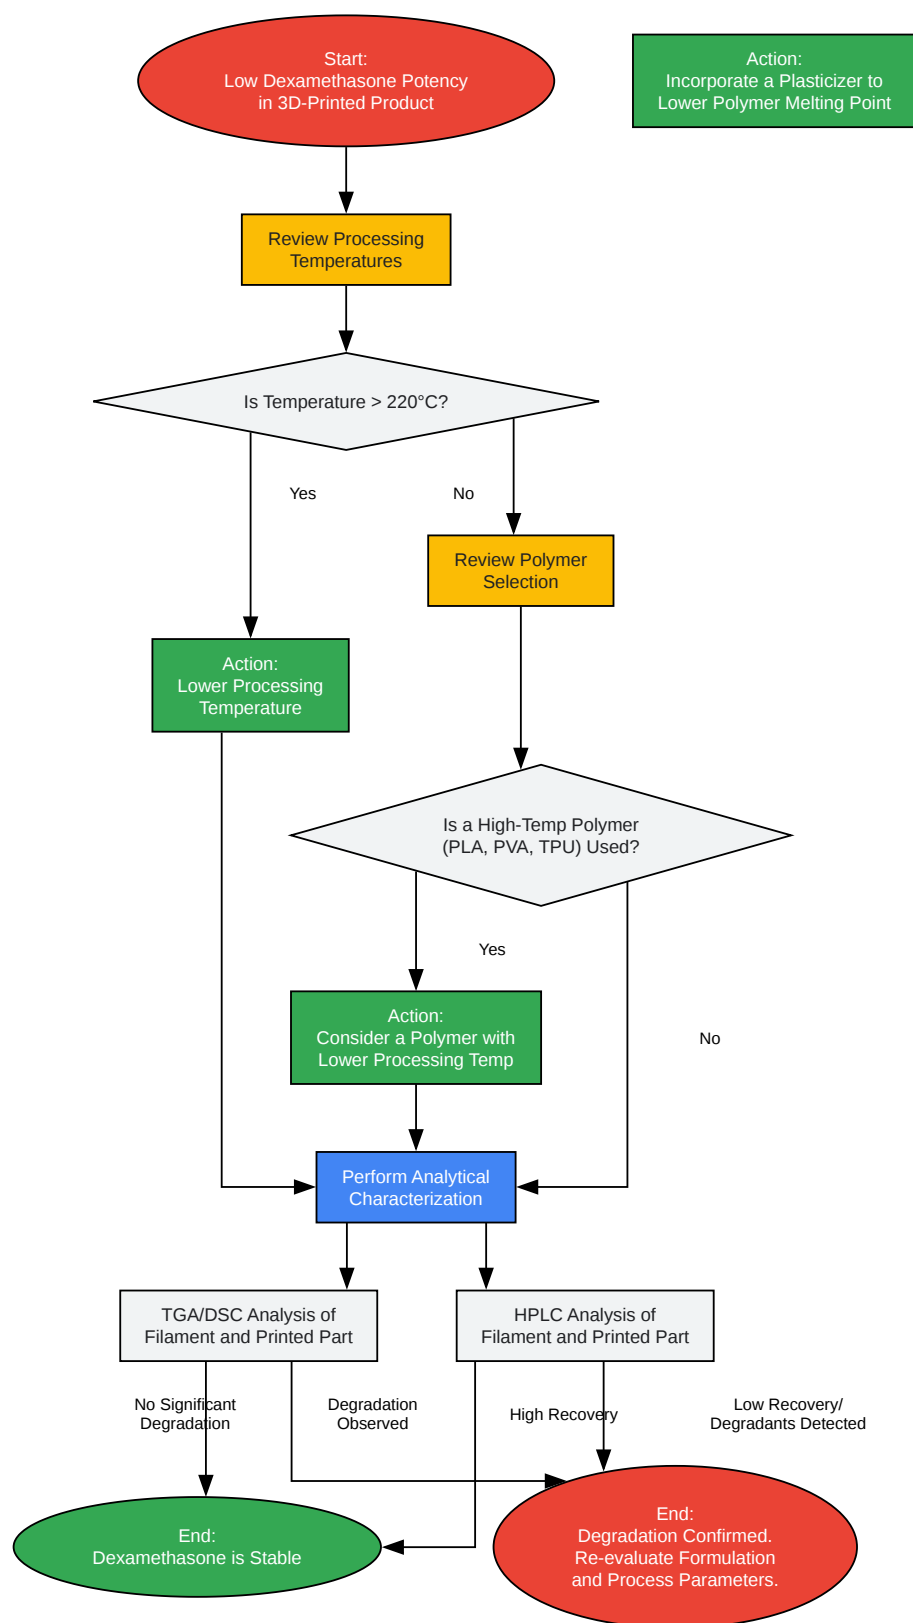 Start:
Low Dexamethasone Potency
in 3D-Printed Product
Action:
Incorporate a Plasticizer to
Lower Polymer Melting Point
Review Processing
Temperatures
Is Temperature > 220°C?
Yes
No
Review Polymer
Selection
Action:
Lower Processing
Temperature
Is a High-Temp Polymer
(PLA, PVA, TPU) Used?
Yes
Action:
Consider a Polymer with
Lower Processing Temp
No
Perform Analytical
Characterization
TGA/DSC Analysis of
Filament and Printed Part
HPLC Analysis of
Filament and Printed Part
No Significant
Degradation
Degradation
Observed
High Recovery
Low Recovery/
Degradants Detected
End:
Dexamethasone is Stable
End:
Degradation Confirmed.
Re-evaluate Formulation
and Process Parameters.